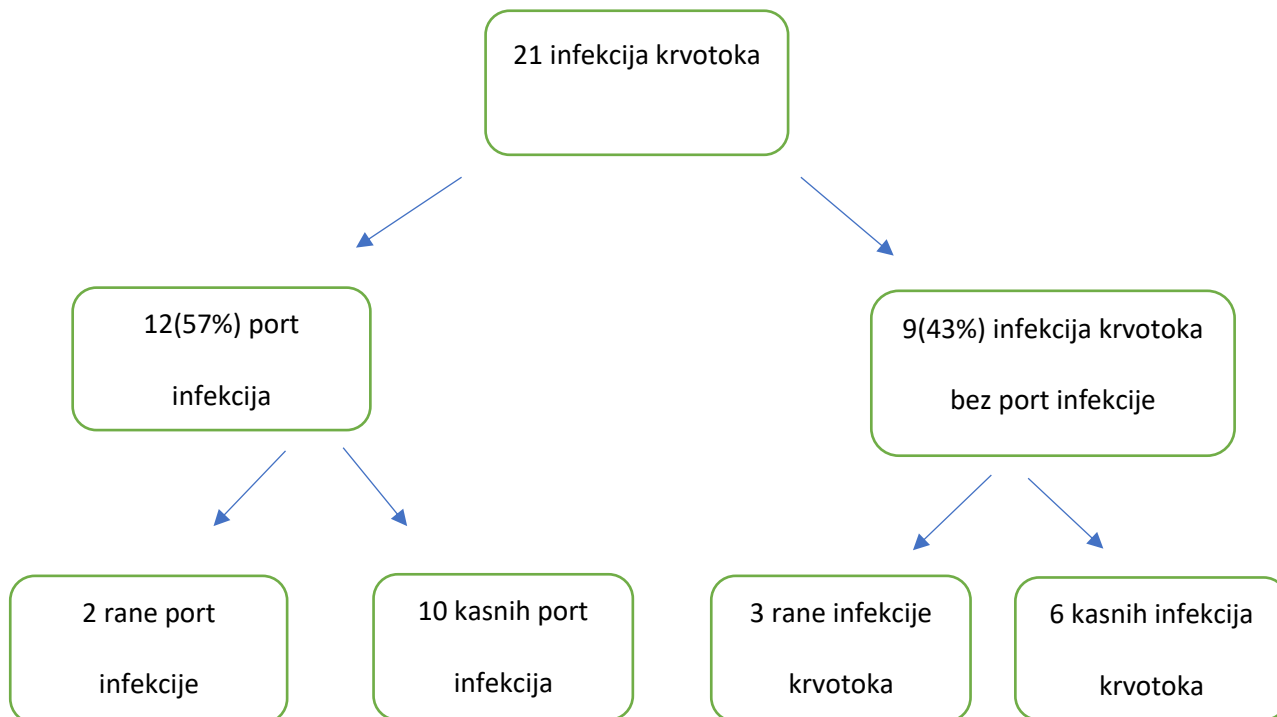 21 infekcija krvotoka
12(57%) port
infekcija
9(43%) infekcija krvotoka
bez port infekcije
2 rane port
infekcije
10 kasnih port
infekcija
3 rane infekcije
krvotoka
6 kasnih infekcija
krvotoka